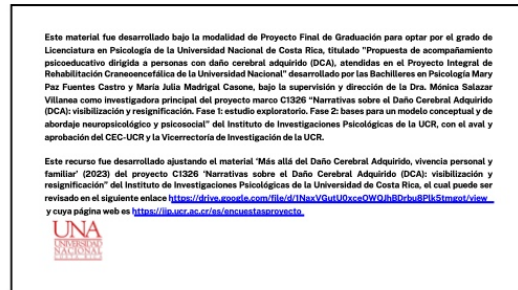 Este material fue desarrollado bajo la modalidad de Proyecto Final de Graduación para optar por el grado de
Licenciatura en Psicología de la Universidad Nacional de Costa Rica, titulado "Propuesta de acompañamiento
psicoeducativo dirigida a personas con daño cerebral adquirido (DCA), atendidas en el Proyecto Integral de
Rehabilitación Craneoencefálica de la Universidad Nacional" desarrollado por las Bachilleres en Psicología Mary
Paz Fuentes Castro y María Julia Madrigal Casone, bajo la supervisión y dirección de la Dra. Mónica Salazar
Villanea como investigadora principal del proyecto marco C1326 "Narrativas sobre el Daño Cerebral Adquirido
(DCA): visibilización y resignificación. Fase 1: estudio exploratorio. Fase 2: bases para un modelo conceptual y de
abordaje neuropsicológico y psicosocial" del Instituto de Investigaciones Psicológicas de la UCR, con el aval y
aprobación del CEC-UCR y la Vicerrectoría de Investigación de la UCR.
Este recurso fue desarrollado ajustando el material 'Más allá del Daño Cerebral Adquirido, vivencia personal y
familiar' (2023) del proyecto C1326 'Narrativas sobre el Daño Cerebral Adquirido (DCA): visibilización y
resignificación" del Instituto de Investigaciones Psicológicas de la Universidad de Costa Rica, el cual puede ser
revisado en el siguiente enlace https://drive.google.com/file/d/1NaxVGutU0xceOWQJhBDrbu8Plk5tmgot/view
y cuya página web es https://iip.ucr.ac.cr/es/encuestasproyecto
UNA
UNIVERSIDAD
NACIONAL
COSTA RICA